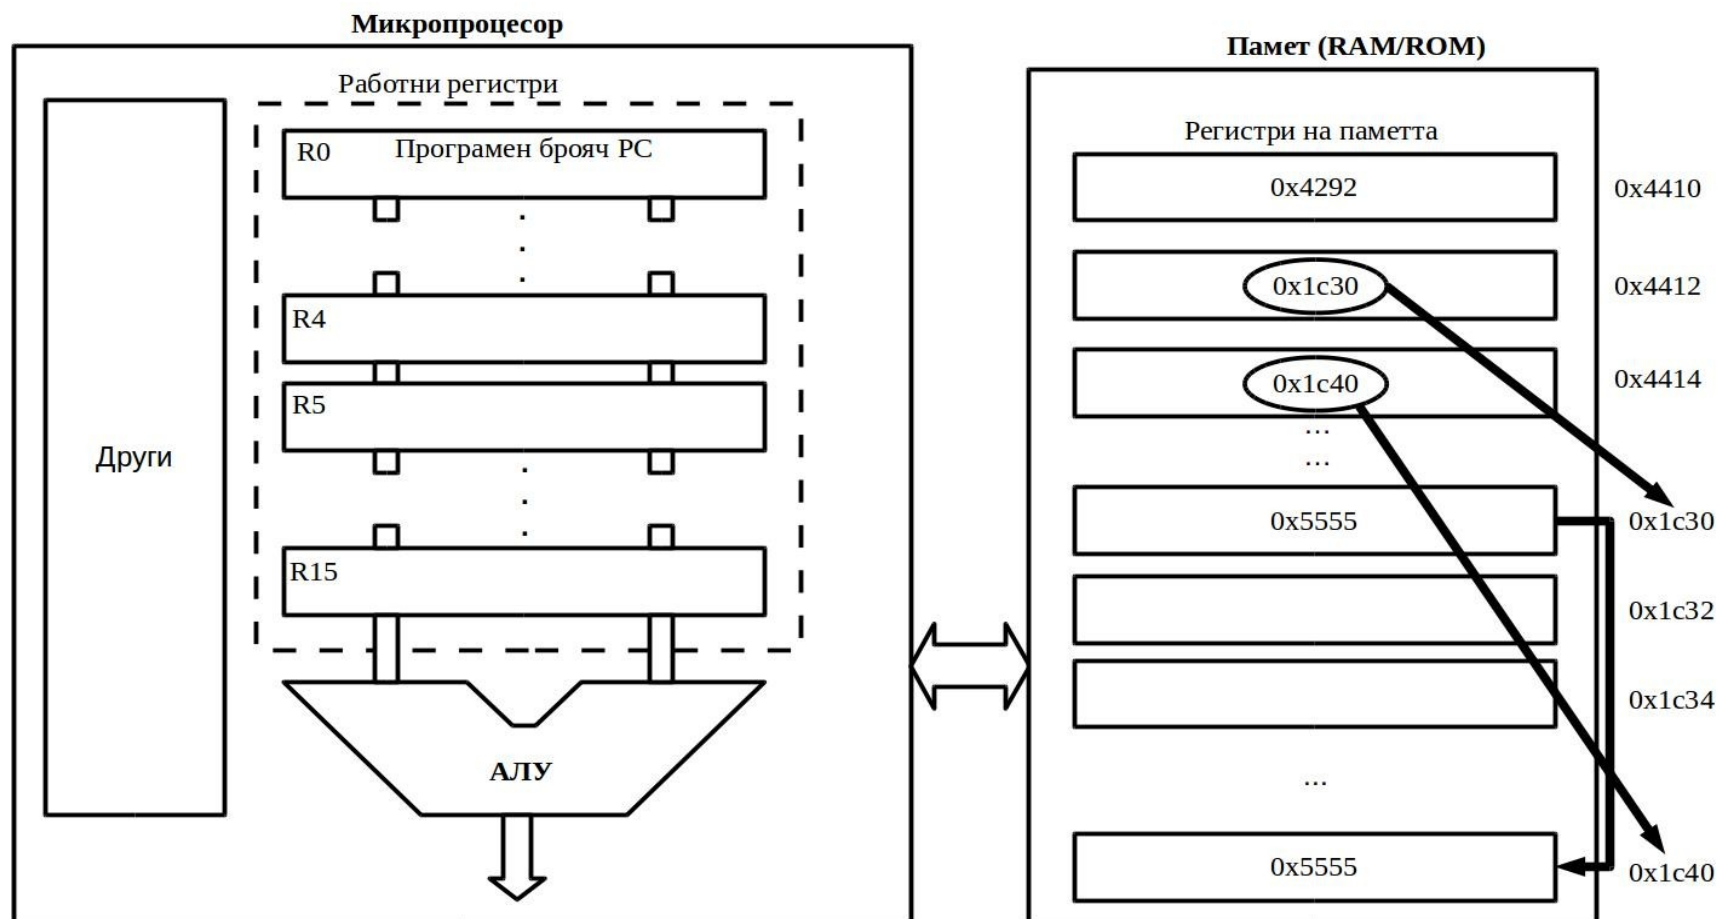 Микропроцесор
Работни регистри
Други
R0
Програмен брояч PC
.
.
.
R4
R5
.
.
.
R15
АЛУ
Памет (RAM/ROM)
Регистри на паметта
0x4292
0x4410
0x1c30
0x4412
0x1c40
0x4414
...
...
0x5555
0x1c30
0x1c32
0x1c34
...
0x5555
0x1c40